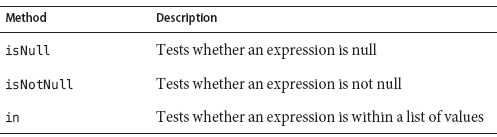 Method Description
isNull Tests whether an expression is null
isNotNull Tests whether an expression is not null
in Tests whether an expression is within a list of values